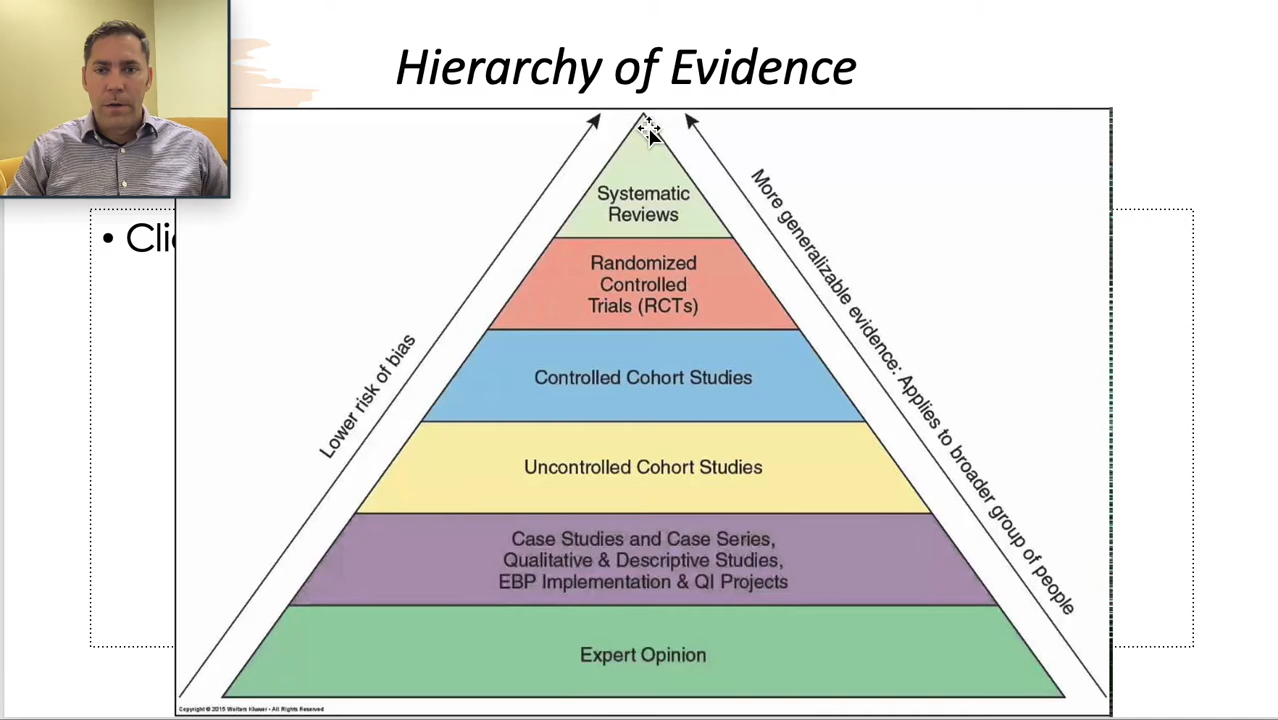 Hierarchy of Evidence
• Clic
Systematic
Reviews
Randomized
Controlled
Trials (RCTs)
Controlled Cohort Studies
Uncontrolled Cohort Studies
Case Studies and Case Series,
Qualitative & Descriptive Studies,
EBP Implementation & QI Projects
Expert Opinion
Lower risk of bias
More generalizable evidence: Applies to broader group of people
Copyright © 2015 Wolters Kluwer • All Rights Reserved